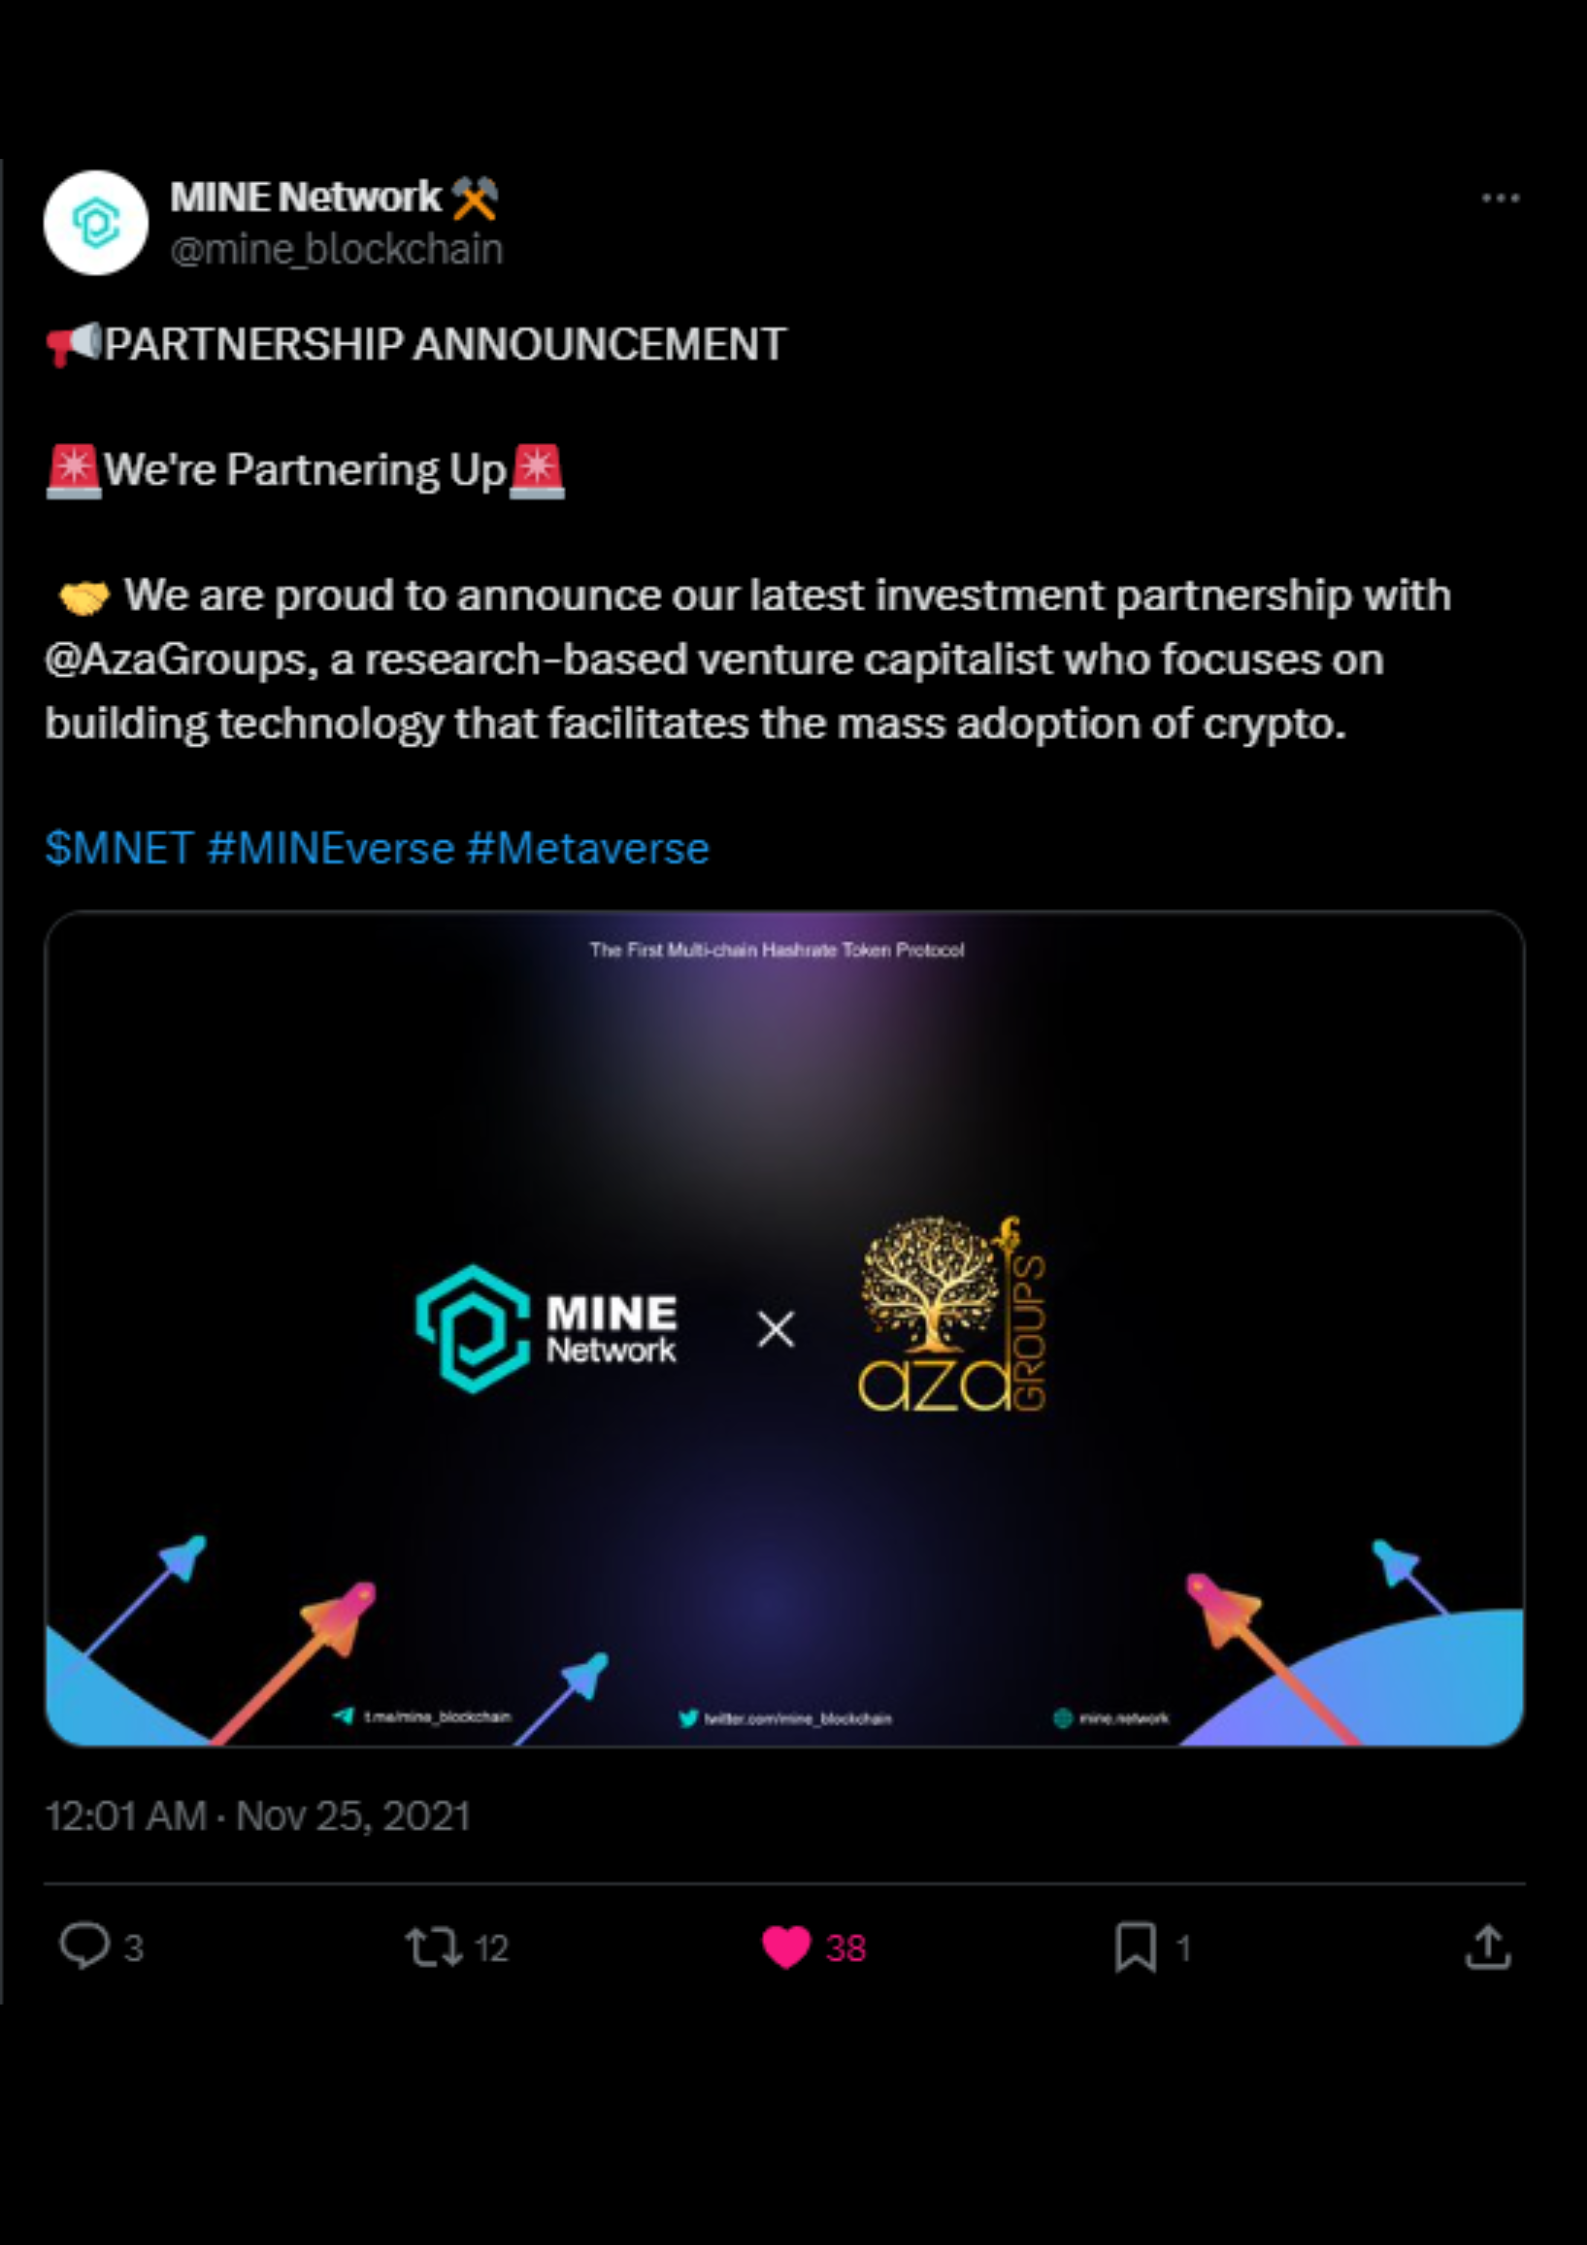 MINE Network ⚒
@mine_blockchain
📢PARTNERSHIP ANNOUNCEMENT
🚨We're Partnering Up🚨
🤝 We are proud to announce our latest investment partnership with
@AzaGroups, a research-based venture capitalist who focuses on
building technology that facilitates the mass adoption of crypto.
$MNET #MINEverse #Metaverse
The First Multi-chain Hashrate Token Protocol
MINE
Network
×
aza
GROUPS
t.me/mine_blockchain
twitter.com/mine_blockchain
mine.network
12:01 AM · Nov 25, 2021
3
12
38
1